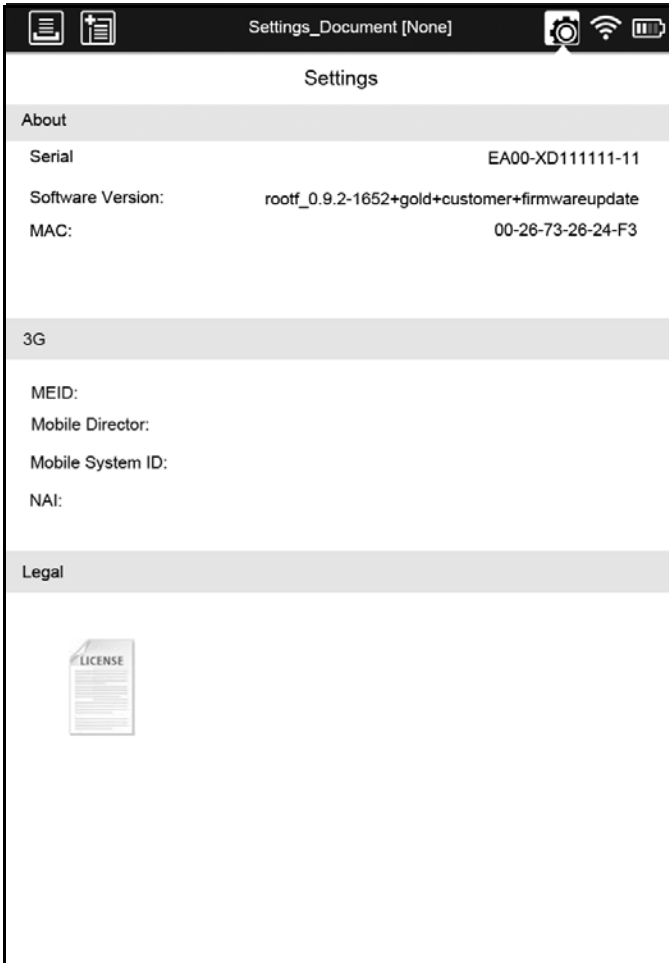 Settings_Document [None]
Settings
About
Serial EA00-XD111111-11
Software Version: rootf_0.9.2-1652+gold+customer+firmwareupdate
MAC: 00-26-73-26-24-F3
3G
MEID:
Mobile Director:
Mobile System ID:
NAI:
Legal
LICENSE